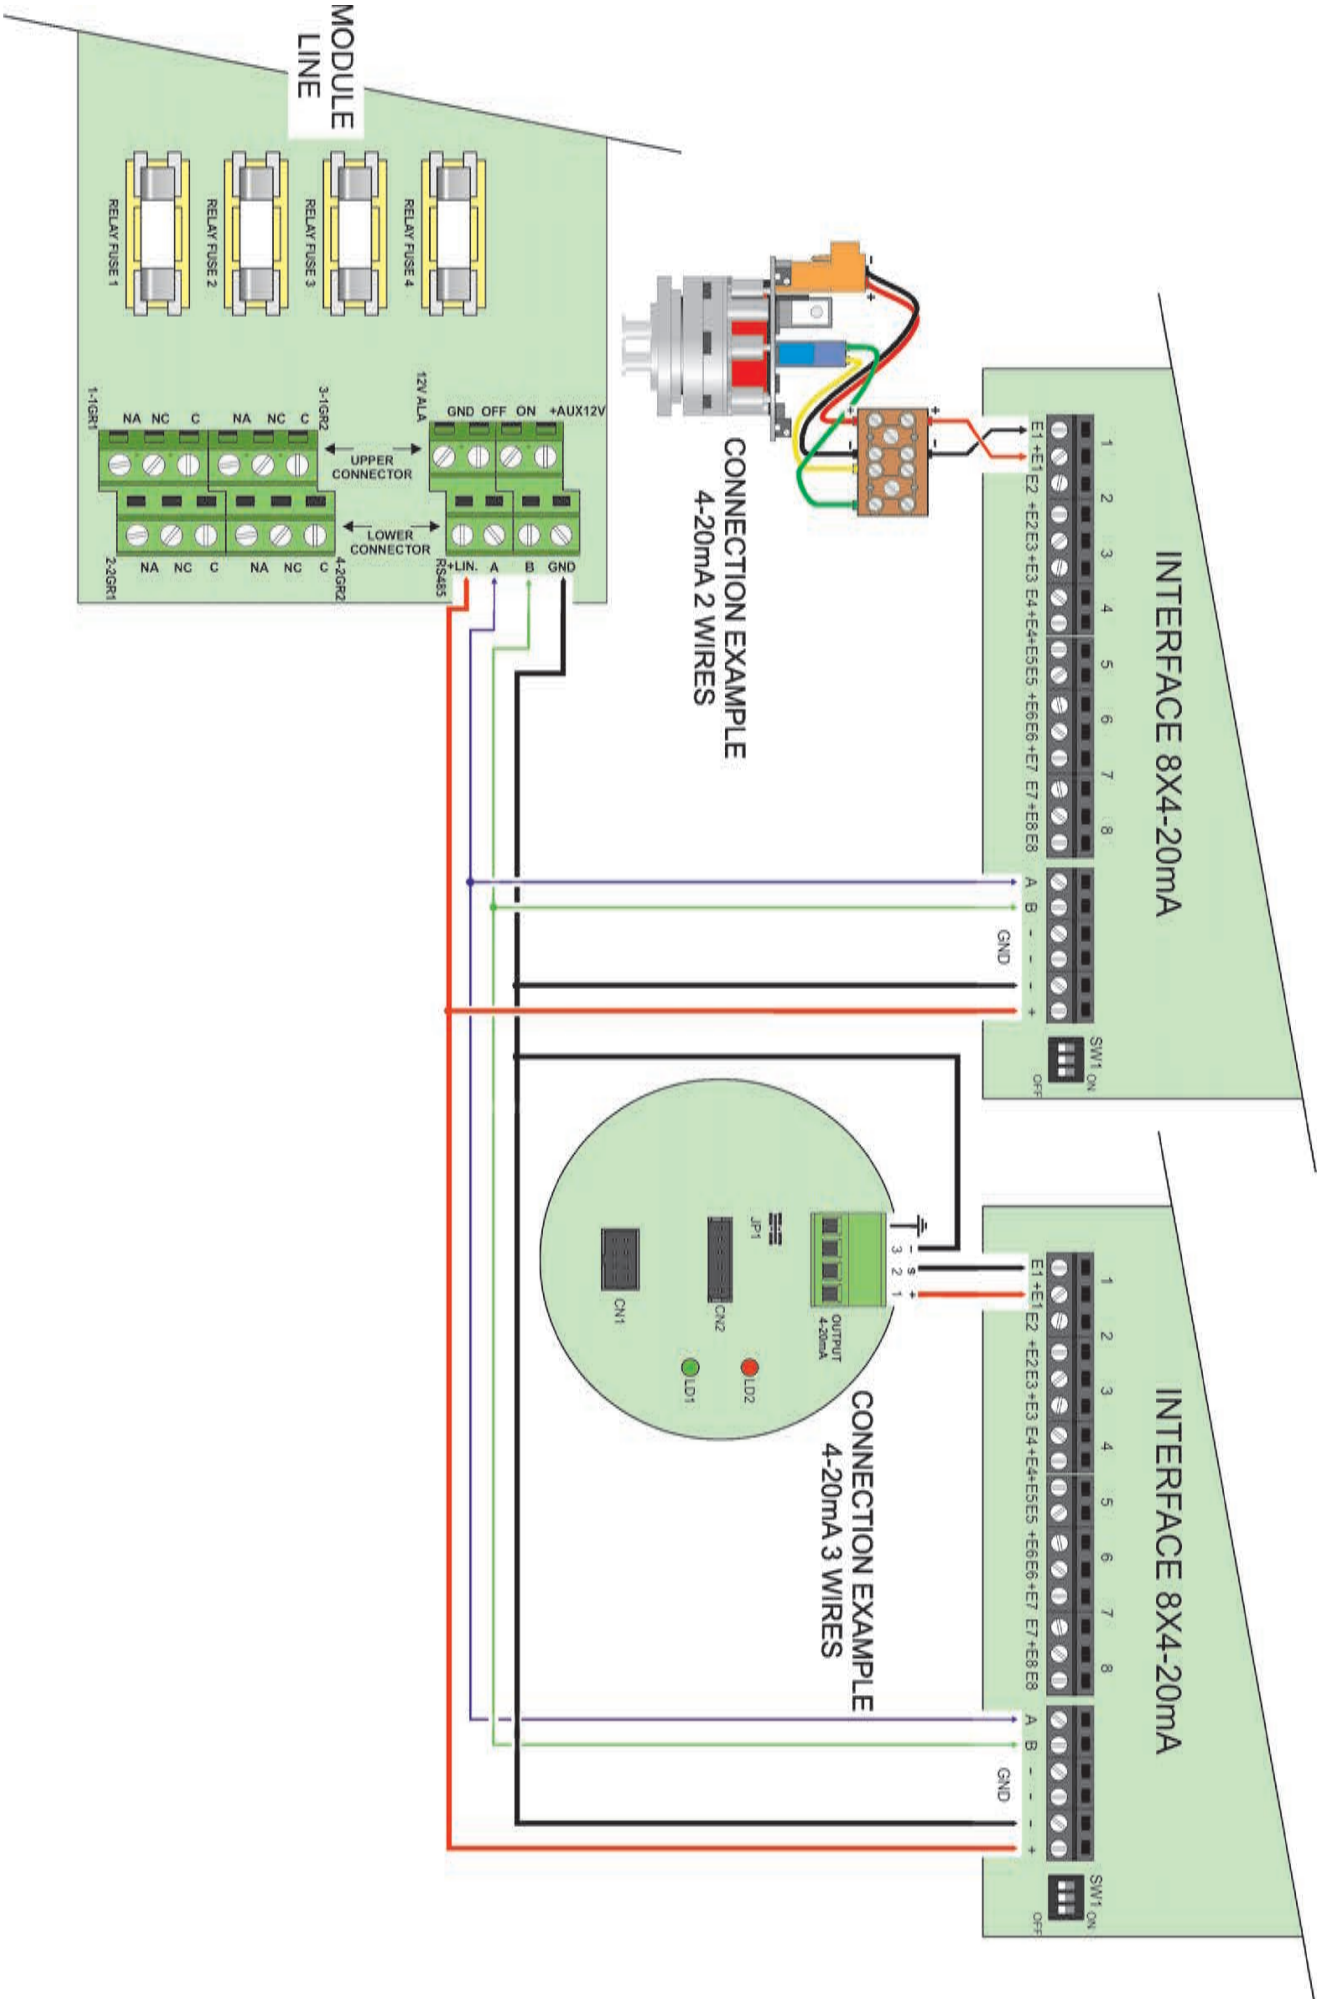 MODULE
LINE
RELAY FUSE 1
RELAY FUSE 2
RELAY FUSE 3
RELAY FUSE 4
1-1GR1
NA NC C NA NC C
3-1GR2
UPPER
CONNECTOR
12V ALA
GND OFF ON +AUX12V
2-2GR1
NA NC C NA NC C
4-2GR2
LOWER
CONNECTOR
RS485
+LIN. A B GND
CONNECTION EXAMPLE
4-20mA 2 WIRES
- +
+ -
+ -
INTERFACE 8X4-20mA
1 2 3 4 5 6 7 8
E1 +E1 E2 +E2 E3 +E3 E4 +E4 +E5 E5 +E6 E6 +E7 E7 +E8 E8
A B - - - +
GND
SW1
ON
OFF
CONNECTION EXAMPLE
4-20mA 3 WIRES
- s +
3 2 1
OUTPUT
4-20mA
JP1
CN2
CN1
LD2
LD1
INTERFACE 8X4-20mA
1 2 3 4 5 6 7 8
E1 +E1 E2 +E2 E3 +E3 E4 +E4 +E5 E5 +E6 E6 +E7 E7 +E8 E8
A B - - - +
GND
SW1
ON
OFF